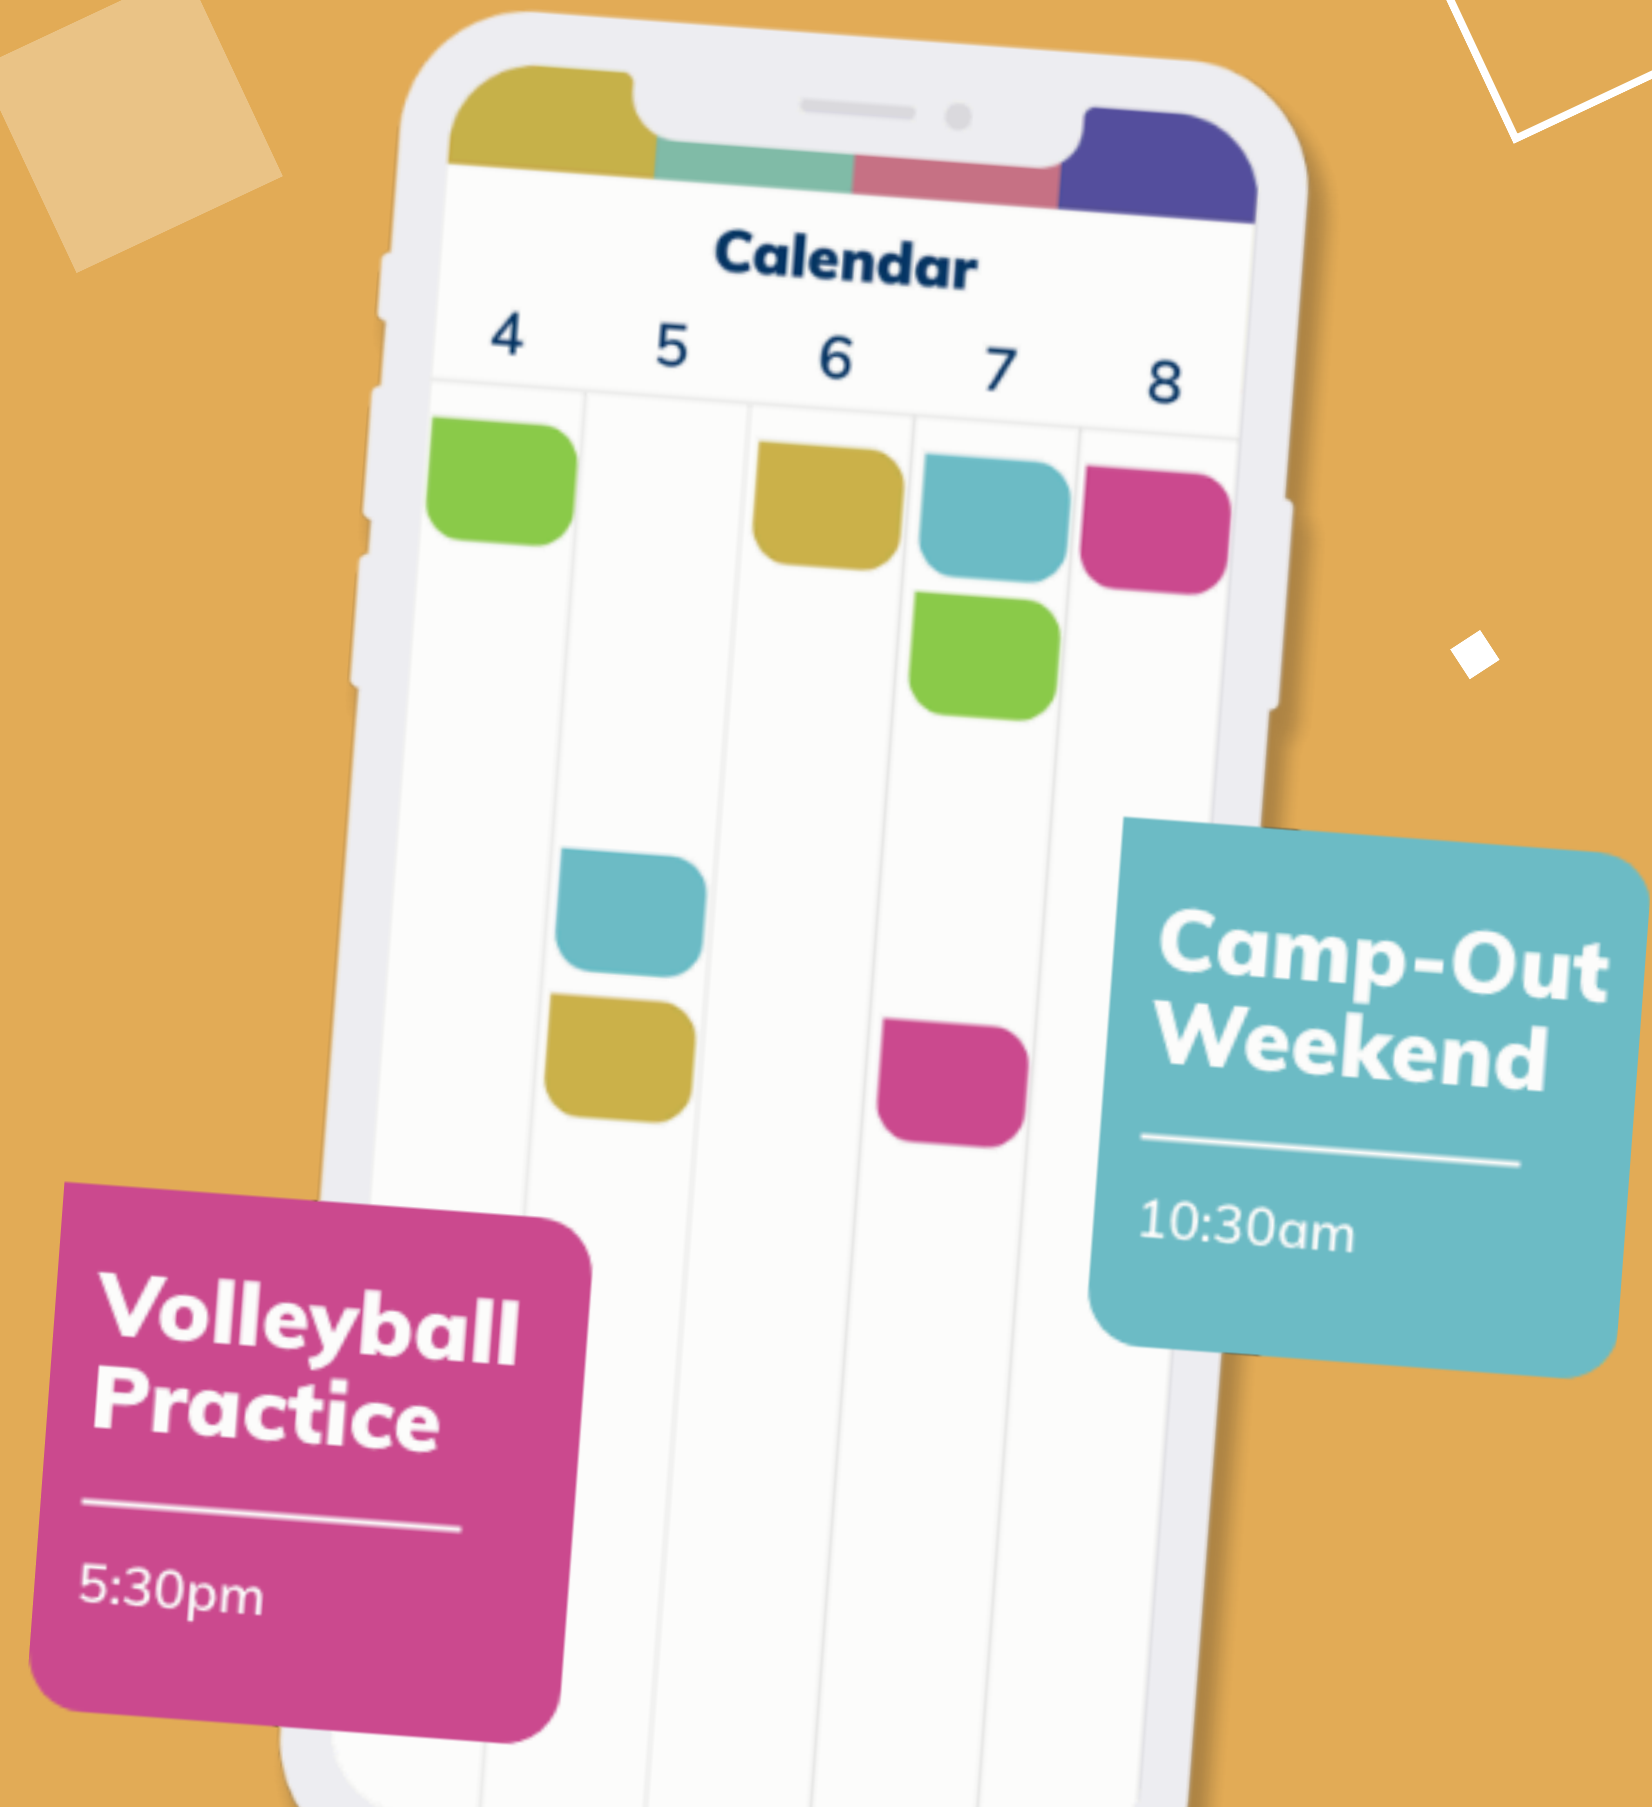 Calendar
4 5 6 7 8
Camp-Out
Weekend
10:30am
Volleyball
Practice
5:30pm